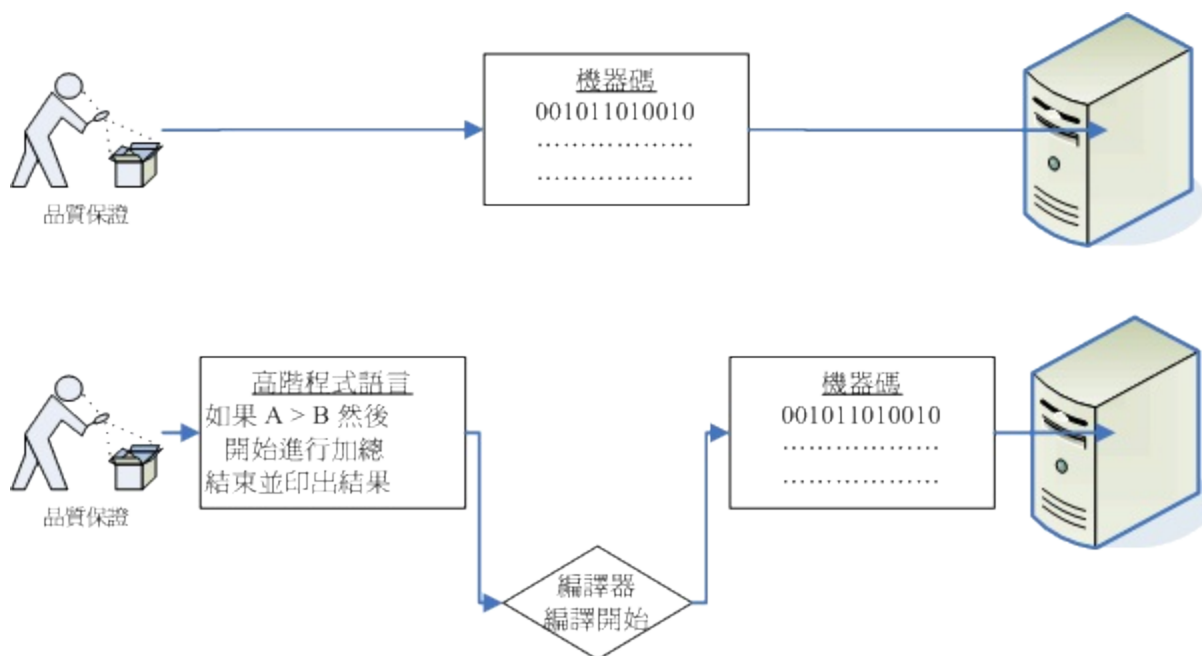 機器碼
001011010010
………………
………………
品質保證
高階程式語言
如果 A > B 然後
開始進行加總
結束並印出結果
機器碼
001011010010
………………
………………
品質保證
編譯器
編譯開始